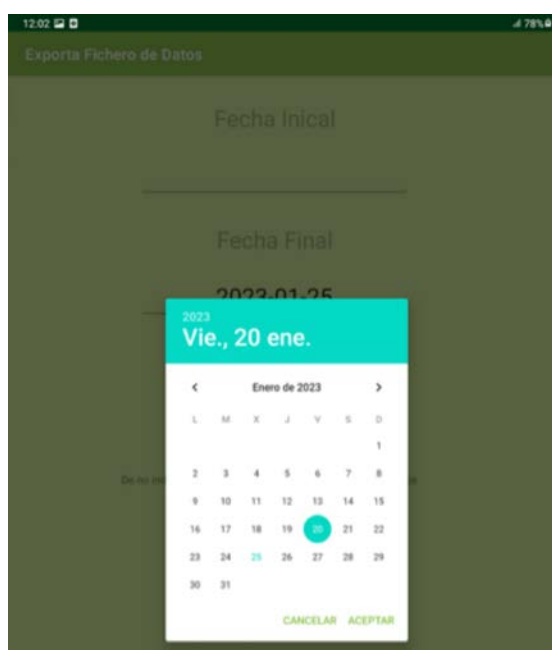 12:02 78%
Exporta Fichero de Datos
Fecha Inical
Fecha Final
2023-01-25
2023
Vie., 20 ene.
Enero de 2023
L M X J V S D
1
2 3 4 5 6 7 8
9 10 11 12 13 14 15
16 17 18 19 20 21 22
23 24 25 26 27 28 29
30 31
De no
CANCELAR ACEPTAR